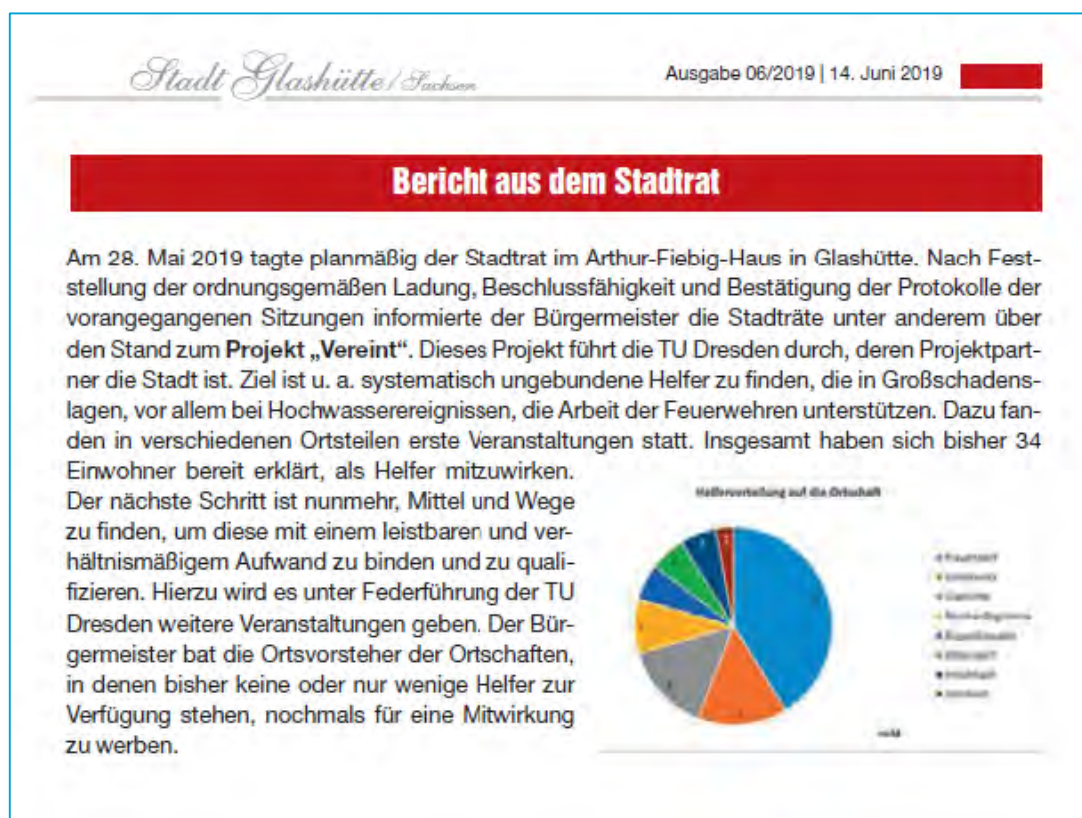 Stadt Glashütte / Sachsen
Ausgabe 06/2019 | 14. Juni 2019
Bericht aus dem Stadtrat
Am 28. Mai 2019 tagte planmäßig der Stadtrat im Arthur-Fiebig-Haus in Glashütte. Nach Fest-
stellung der ordnungsgemäßen Ladung, Beschlussfähigkeit und Bestätigung der Protokolle der
vorangegangenen Sitzungen informierte der Bürgermeister die Stadträte unter anderem über
den Stand zum Projekt „Vereint“. Dieses Projekt führt die TU Dresden durch, deren Projektpart-
ner die Stadt ist. Ziel ist u. a. systematisch ungebundene Helfer zu finden, die in Großschadens-
lagen, vor allem bei Hochwasserereignissen, die Arbeit der Feuerwehren unterstützen. Dazu fan-
den in verschiedenen Ortsteilen erste Veranstaltungen statt. Insgesamt haben sich bisher 34
Einwohner bereit erklärt, als Helfer mitzuwirken.
Der nächste Schritt ist nunmehr, Mittel und Wege
zu finden, um diese mit einem leistbaren und ver-
hältnismäßigem Aufwand zu binden und zu quali-
fizieren. Hierzu wird es unter Federführung der TU
Dresden weitere Veranstaltungen geben. Der Bür-
germeister bat die Ortsvorsteher der Ortschaften,
in denen bisher keine oder nur wenige Helfer zur
Verfügung stehen, nochmals für eine Mitwirkung
zu werben.
Helferverteilung auf die Ortschaft